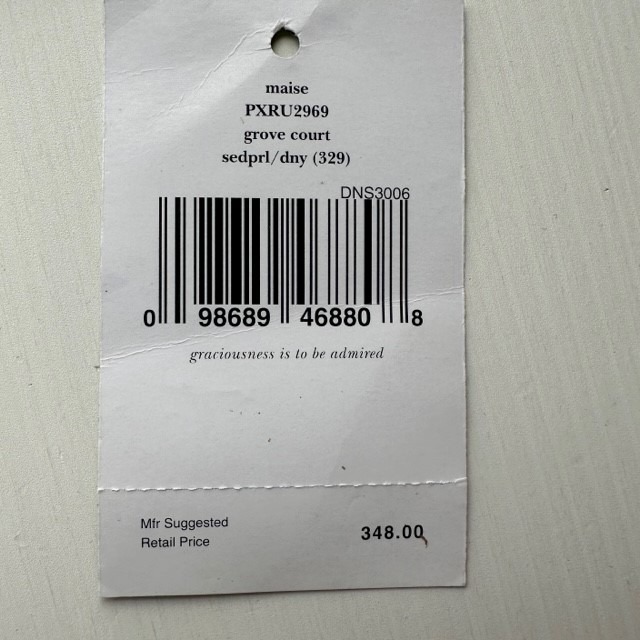 maise
PXRU2969
grove court
sedprl/dny (329)
DNS3006
0 98689 46880 8
graciousness is to be admired
Mfr Suggested
Retail Price
348.00